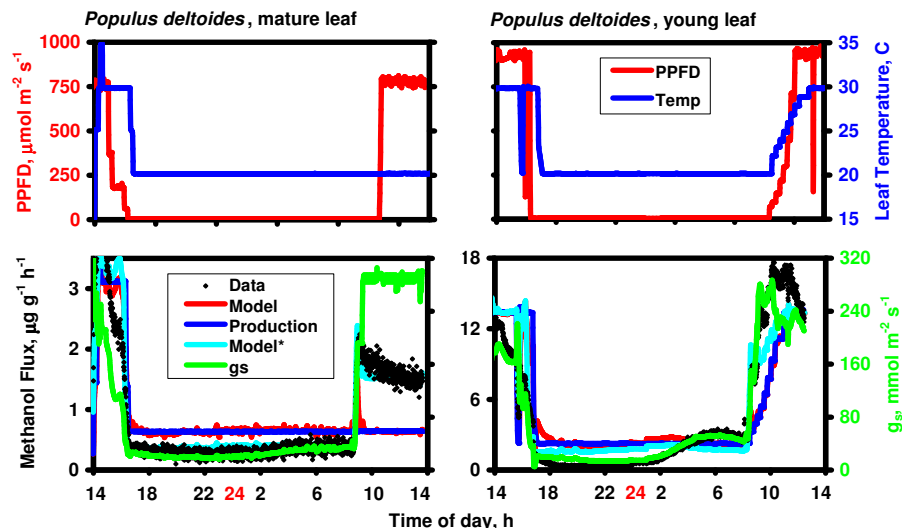 Populus deltoides, mature leaf
Populus deltoides, young leaf
PPFD, µmol m-2 s-1
1000
750
500
250
0
PPFD
Temp
35
30
25
20
15
Leaf Temperature, C
Methanol Flux, µg g-1 h-1
3
2
1
0
Data
Model
Production
Model*
gs
18
14
9
6
3
0
320
240
160
80
0
gs, mmol m-2 s-1
14 18 22 24 2 6 10 14
14 18 22 24 2 6 10 14
Time of day, h